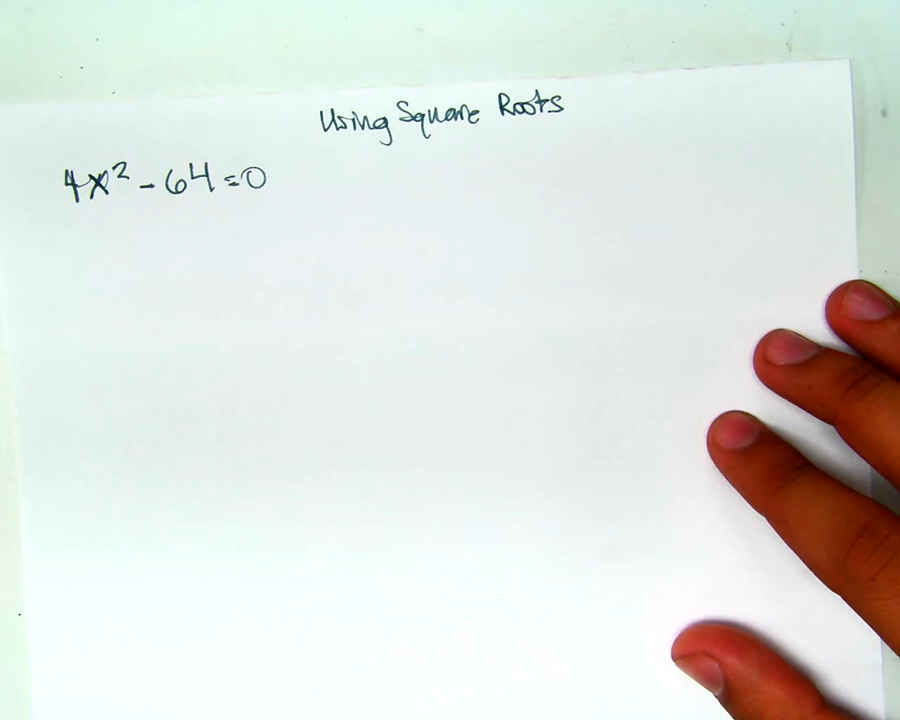 Using Square Roots
4x² - 64 = 0